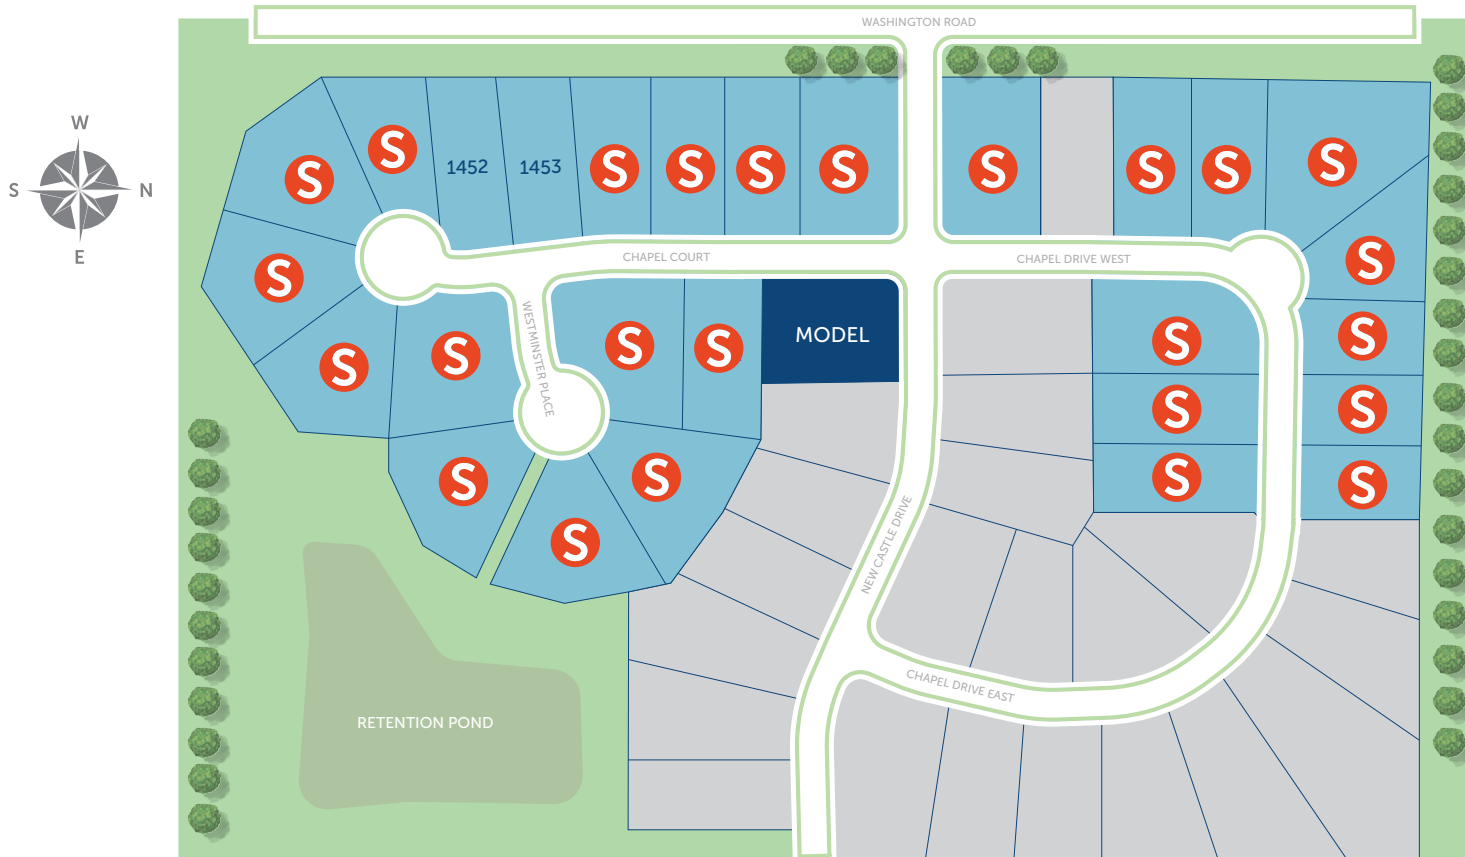 WASHINGTON ROAD
W
S
N
E
S
S
1452
1453
S
S
S
S
S
S
S
S
S
CHAPEL COURT
CHAPEL DRIVE WEST
S
S
S
S
WESTMINSTER PLACE
S
S
MODEL
S
S
S
S
S
S
S
S
S
NEW CASTLE DRIVE
CHAPEL DRIVE EAST
RETENTION POND